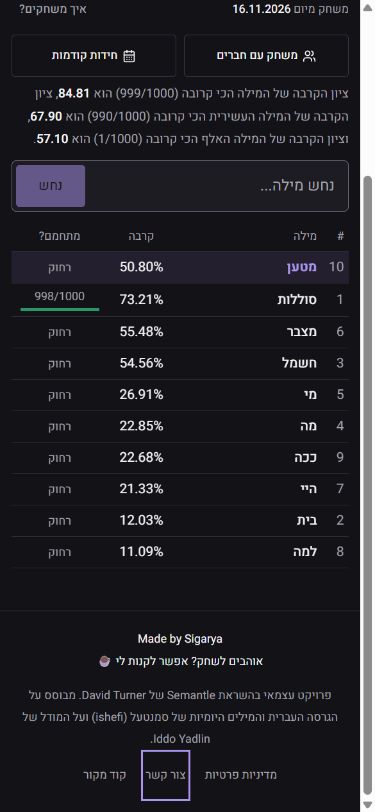 משחק מיום 16.11.2026 איך משחקים?
משחק עם חברים חידות קודמות
ציון הקרבה של המילה הכי קרובה (999/1000) הוא 84.81, ציון
הקרבה של המילה העשירית הכי קרובה (990/1000) הוא 67.90,
וציון הקרבה של המילה האלף הכי קרובה (1/1000) הוא 57.10.
נחש מילה... נחש
# מילה קרבה מתחמם?
10 מטען 50.80% רחוק
1 סוללות 73.21% 998/1000
6 מצבר 55.48% רחוק
3 חשמל 54.56% רחוק
5 מי 26.91% רחוק
4 מה 22.85% רחוק
9 ככה 22.68% רחוק
7 היי 21.33% רחוק
2 בית 12.03% רחוק
8 למה 11.09% רחוק
Made by Sigarya
אוהבים לשחק? אפשר לקנות לי
פרויקט עצמאי בהשראת Semantle של David Turner. מבוסס על
הגרסה העברית והמילים היומיות של סמנטעל (ishefi) ועל המודל של
Iddo Yadlin.
מדיניות פרטיות צור קשר קוד מקור